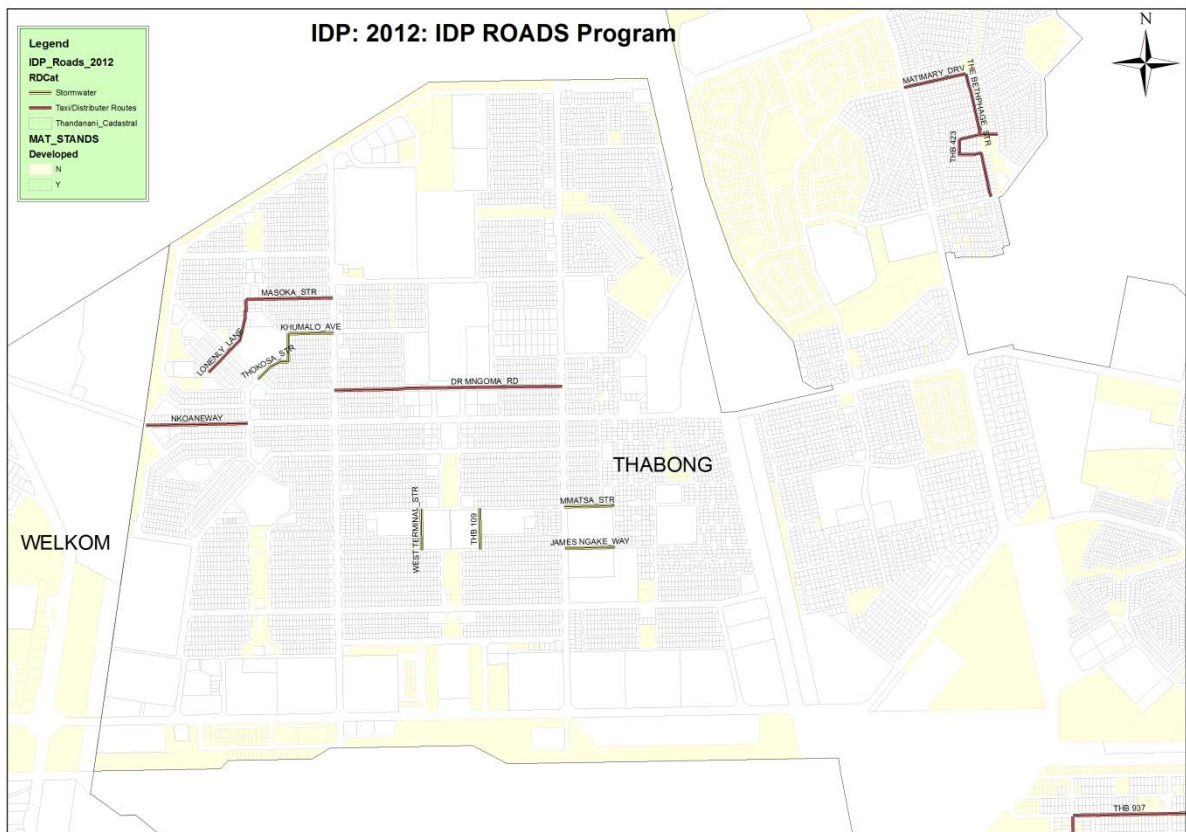 IDP: 2012: IDP ROADS Program
N
Legend
IDP_Roads_2012
RDCat
Stormwater
Taxi/Distributer Routes
Thandanani_Cadastral
MAT_STANDS
Developed
N
Y
MATIMARY_DRV
THE BETHPHAGE_STR
THB 423
MASOKA_STR
KHUMALO_AVE
LONENLY_LANE
THOKOSA_STR
DR MNGOMA_RD
NKOANEWAY
THABONG
WEST TERMINAL_STR
THB 109
MMATSA_STR
JAMES NGAKE_WAY
WELKOM
THB 937